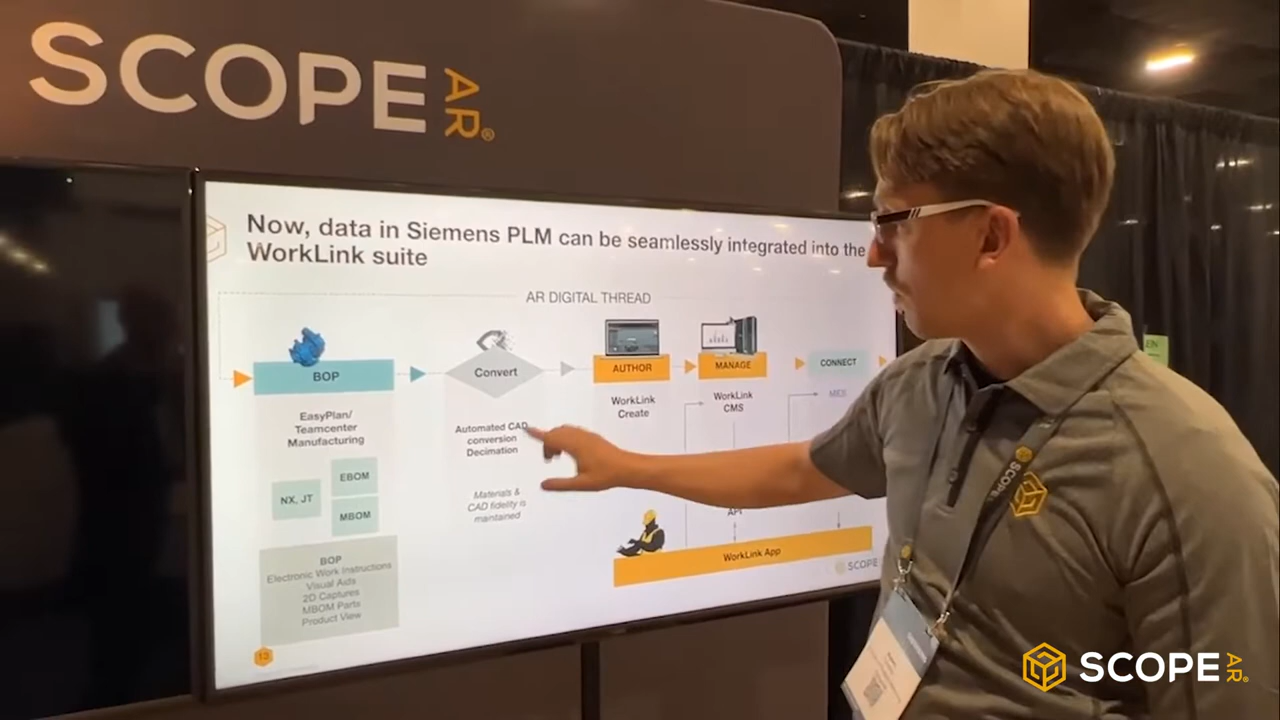 SCOPE AR®
Now, data in Siemens PLM can be seamlessly integrated into the
WorkLink suite
AR DIGITAL THREAD
BOP
Convert
AUTHOR
MANAGE
CONNECT
EasyPlan/
Teamcenter
Manufacturing
Automated CAD
conversion
Decimation
WorkLink
Create
WorkLink
CMS
MES
NX, JT
EBOM
MBOM
Materials &
CAD fidelity is
maintained
API
BOP
Electronic Work Instructions
Visual Aids
2D Captures
MBOM Parts
Product View
WorkLink App
SCOPE
13
EN
SCOPE
SCOPE AR®